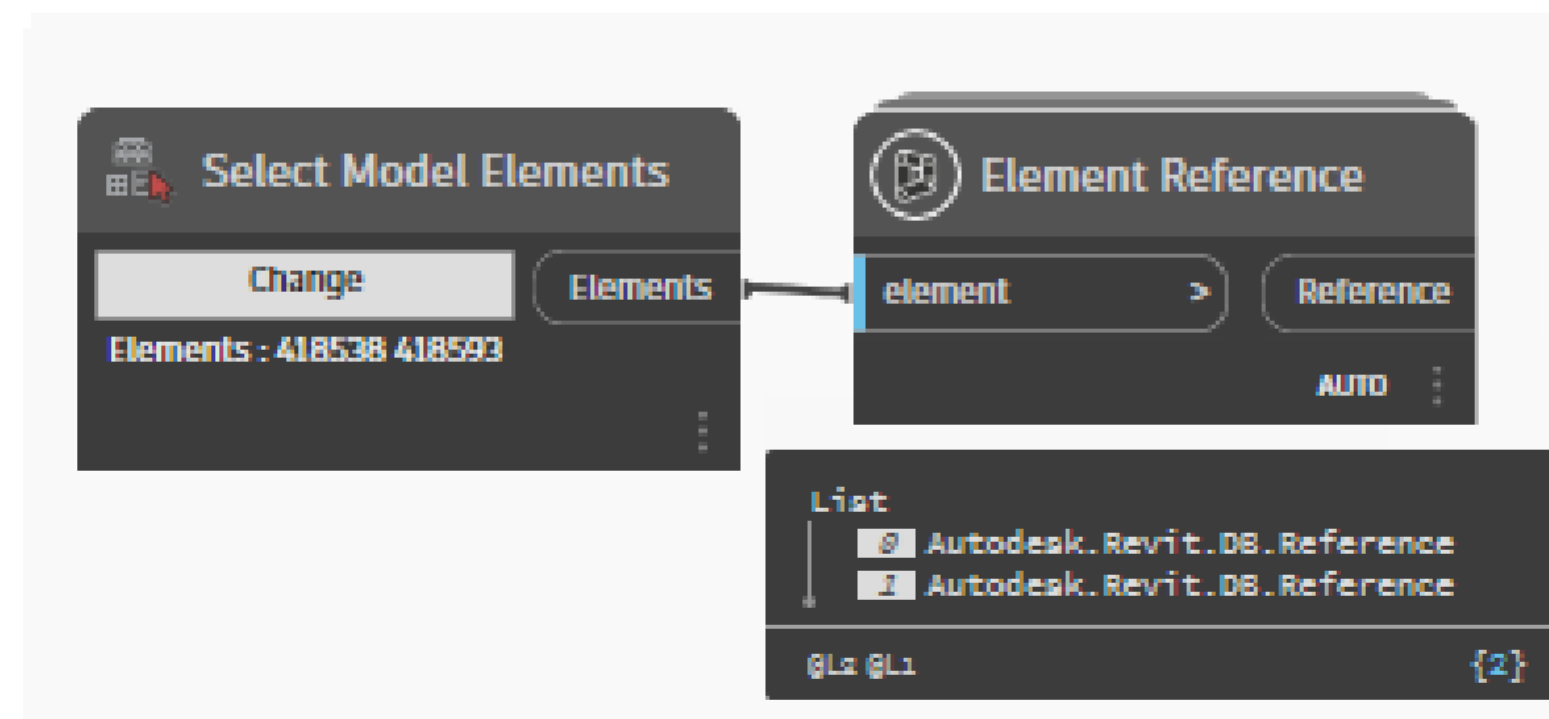 Select Model Elements
Change
Elements
Elements : 418538 418593
Element Reference
element
>
Reference
AUTO
List
0 Autodesk.Revit.DB.Reference
1 Autodesk.Revit.DB.Reference
@L2 @L1
{2}